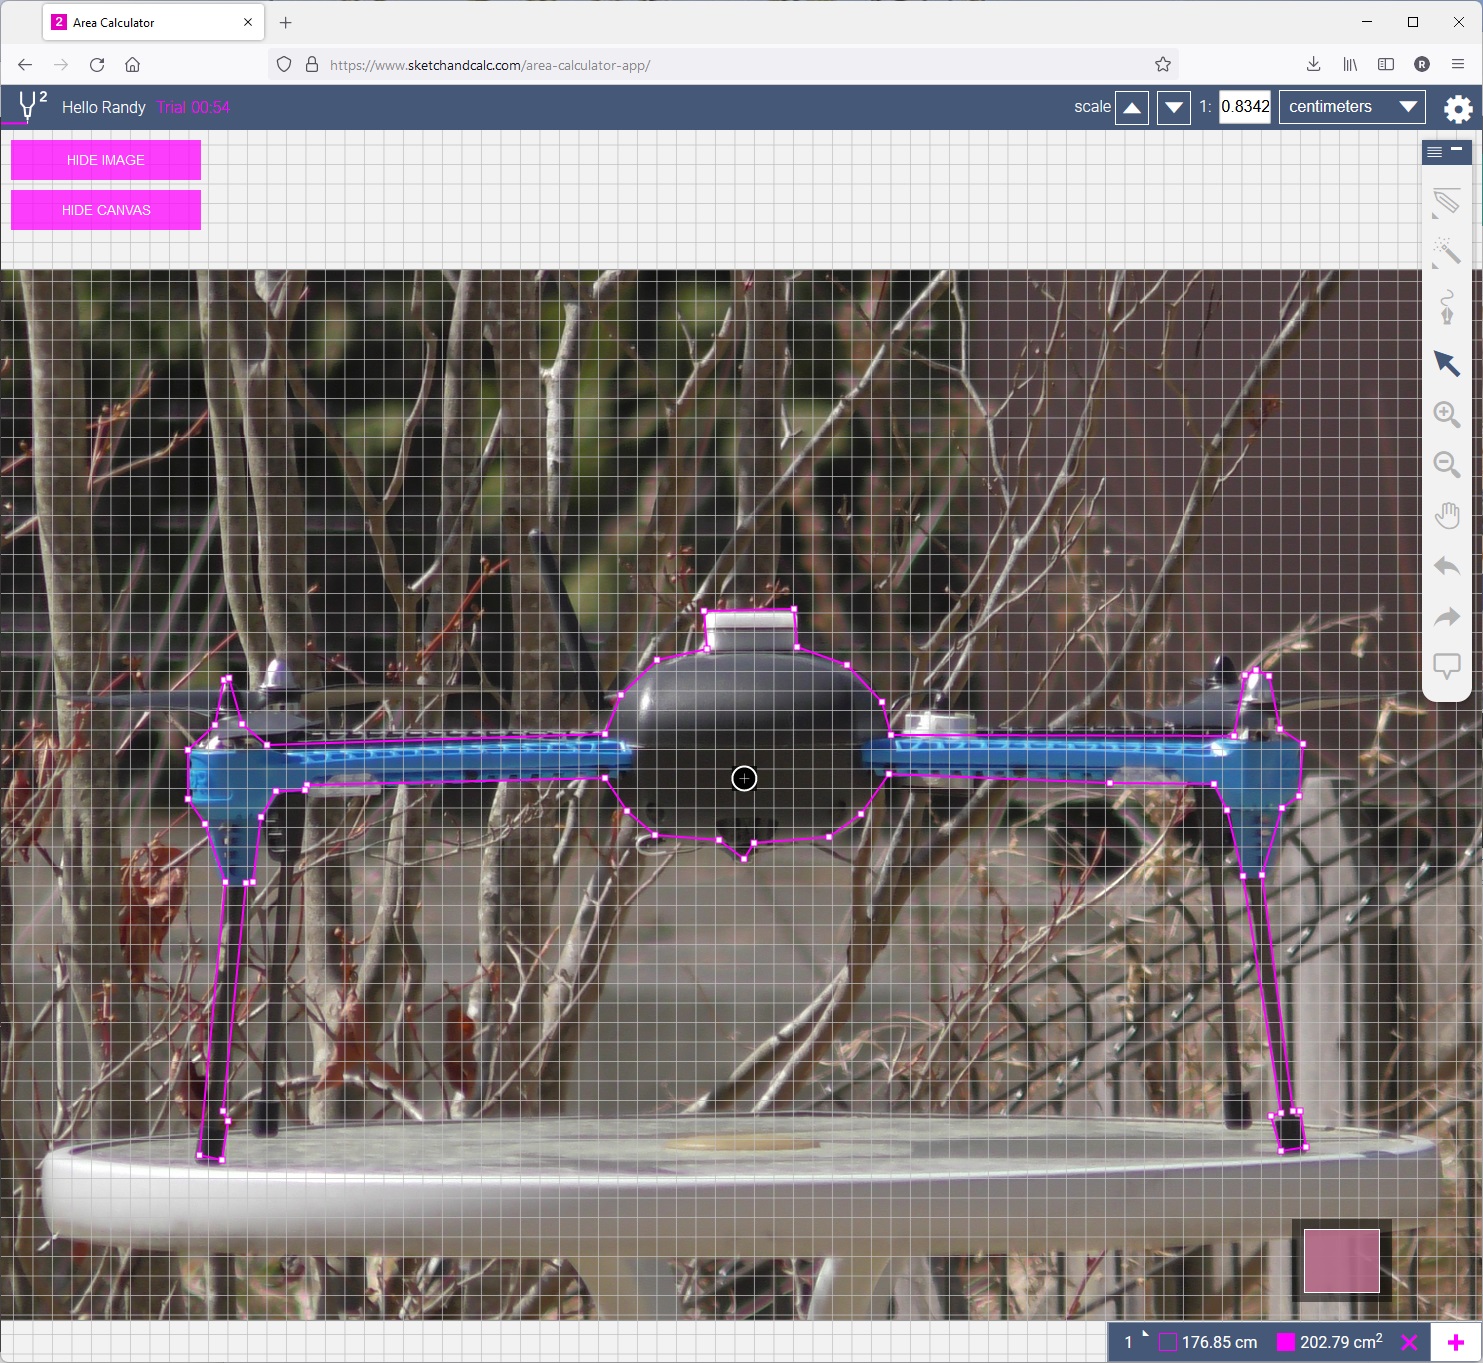 2 Area Calculator
https://www.sketchandcalc.com/area-calculator-app/
R
2 Hello Randy Trial 00:54 scale 1: 0.8342 centimeters
HIDE IMAGE
HIDE CANVAS
1 176.85 cm 202.79 cm²